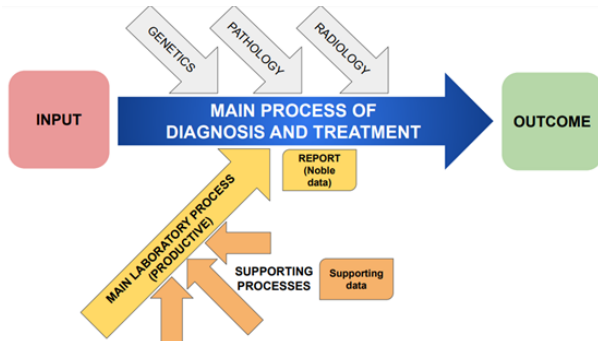 GENETICS
PATHOLOGY
RADIOLOGY
INPUT
MAIN PROCESS OF
DIAGNOSIS AND TREATMENT
OUTCOME
REPORT
(Noble
data)
MAIN LABORATORY PROCESS
(PRODUCTIVE)
SUPPORTING
PROCESSES
Supporting
data